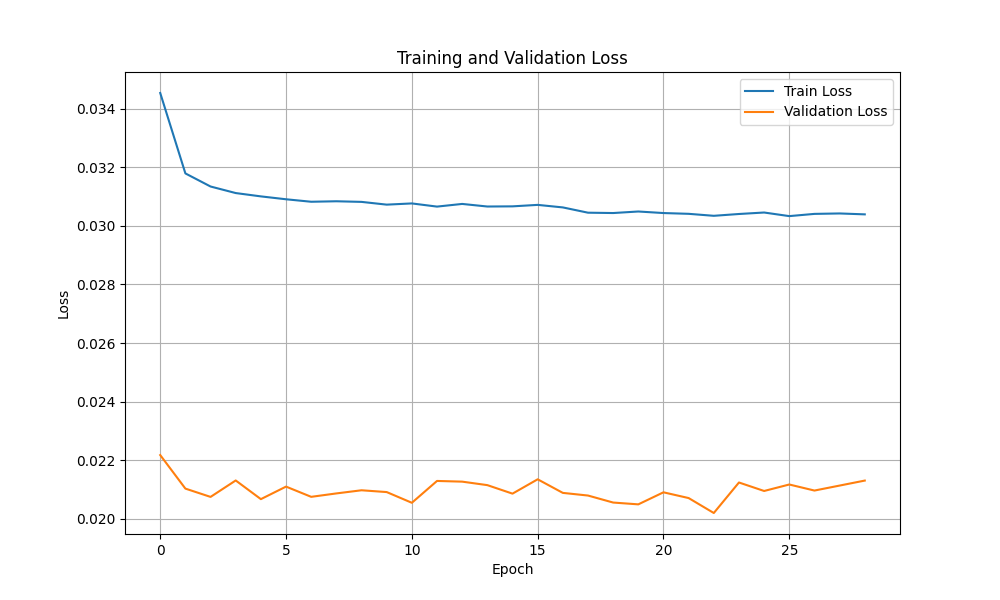 Training and Validation Loss
Train Loss
Validation Loss
0.034
0.032
0.030
0.028
0.026
0.024
0.022
0.020
Loss
0 5 10 15 20 25
Epoch